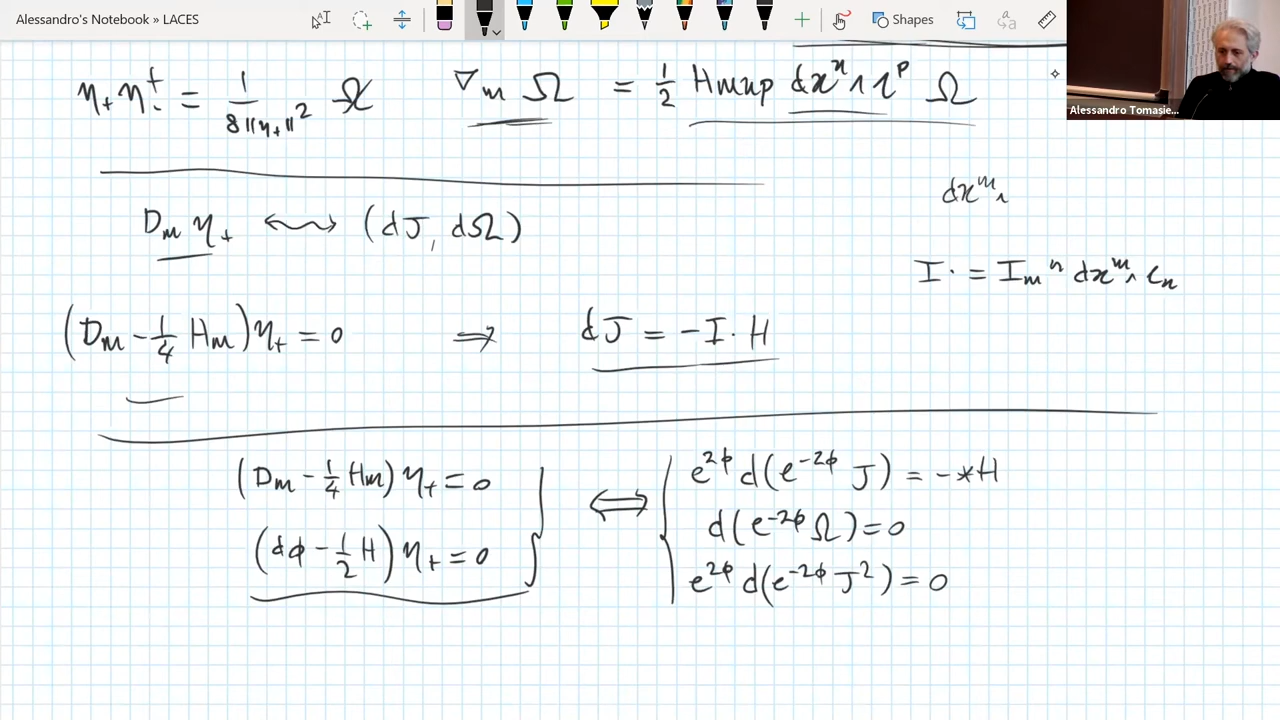 Alessandro's Notebook » LACES
Shapes
Alessandro Tomasie...
η₊ η₋† = 1/(8‖η₊‖²) Ω̸   ∇ₘ Ω = ½ Hₘₙₚ dxⁿ ∧ ιᵖ Ω
dxᵐ∧
Dₘ η₊ ↔ (dJ, dΩ)
I· = Iₘⁿ dxᵐ∧ ιₙ
(Dₘ - ¼ Hₘ) η₊ = 0 ⇒ dJ = - I · H
(Dₘ - ¼ Hₘ) η₊ = 0
(dϕ - ½ H) η₊ = 0
⇔
e^{2ϕ} d(e^{-2ϕ} J) = - * H
d(e^{-2ϕ} Ω) = 0
e^{2ϕ} d(e^{-2ϕ} J²) = 0